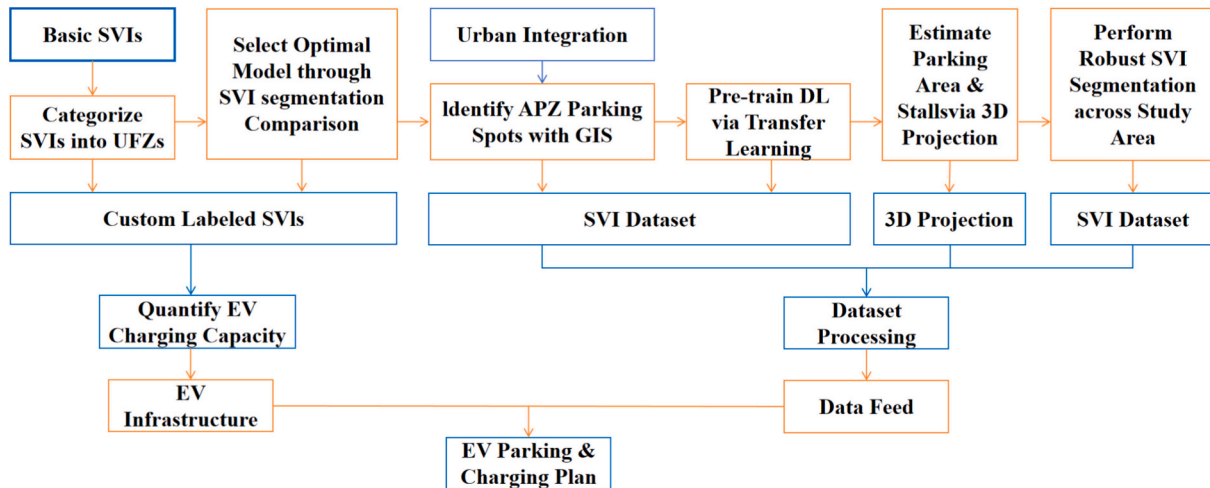 Basic SVIs
Categorize
SVIs into UFZs
Select Optimal
Model through
SVI segmentation
Comparison
Urban Integration
ldentify APZ Parking
Spots with GIS
Pre-train DL
via Transfer
Learning
Estimate
Parking
Area &
Stallsvia 3D
Projection
Perform
Robust SVI
Segmentation
across Study
Area
Custom Labeled SVls
SVI Dataset
3D Projection
SVI Dataset
Quantify EV
Charging Capacity
Dataset
Processing
EV
Infrastructure
Data Feed
EV Parking &
Charging Plan